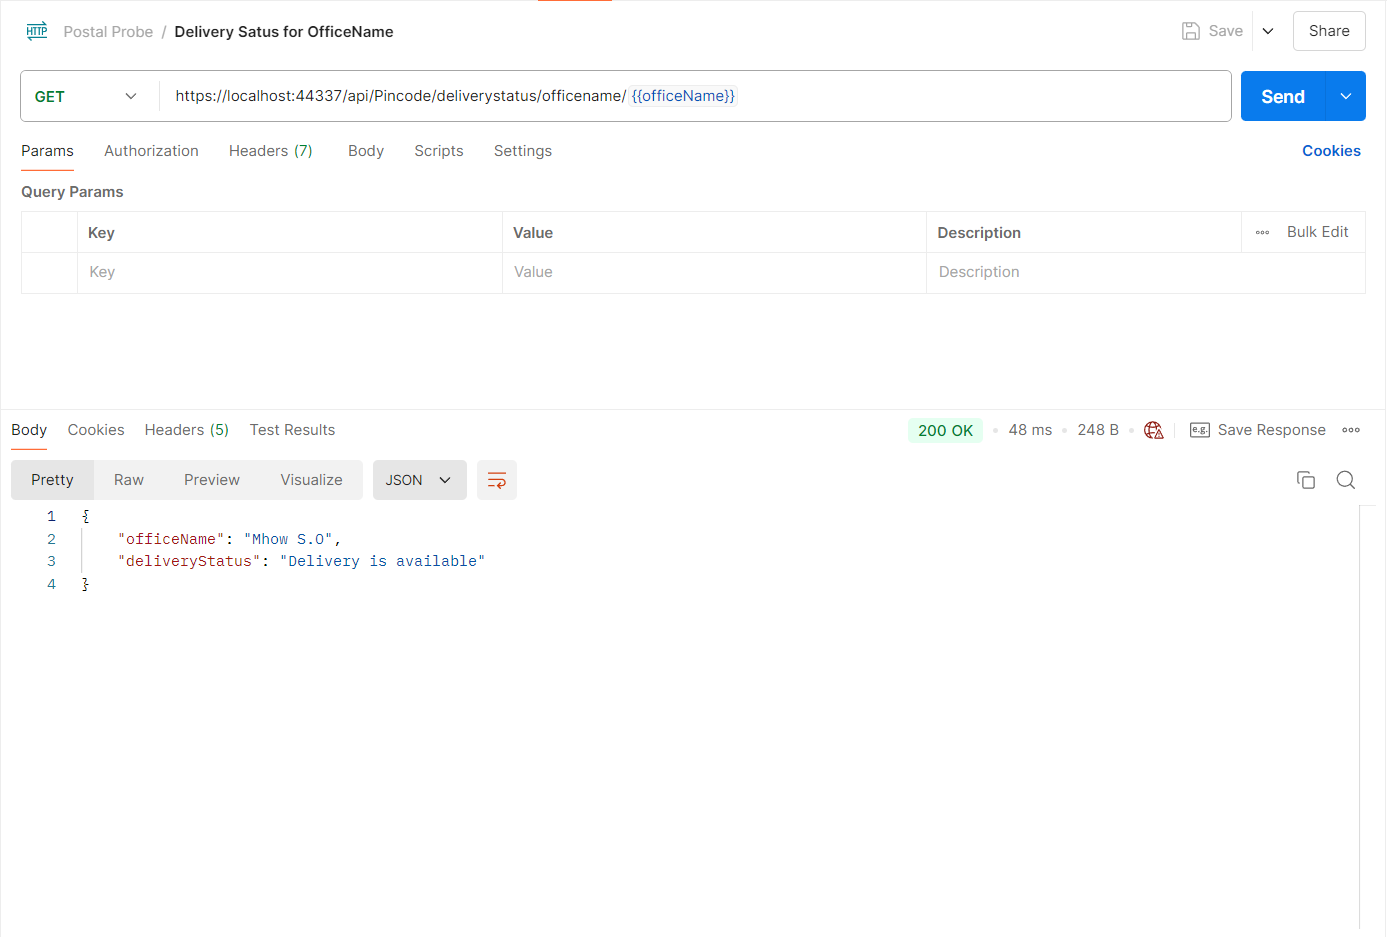 HTTP Postal Probe / Delivery Satus for OfficeName Save Share
GET https://localhost:44337/api/Pincode/deliverystatus/officename/ {{officeName}} Send
Params Authorization Headers (7) Body Scripts Settings Cookies
Query Params
Key Value Description Bulk Edit
Key Value Description
Body Cookies Headers (5) Test Results 200 OK 48 ms 248 B e.g. Save Response
Pretty Raw Preview Visualize JSON
1 {
2 "officeName": "Mhow S.O",
3 "deliveryStatus": "Delivery is available"
4 }